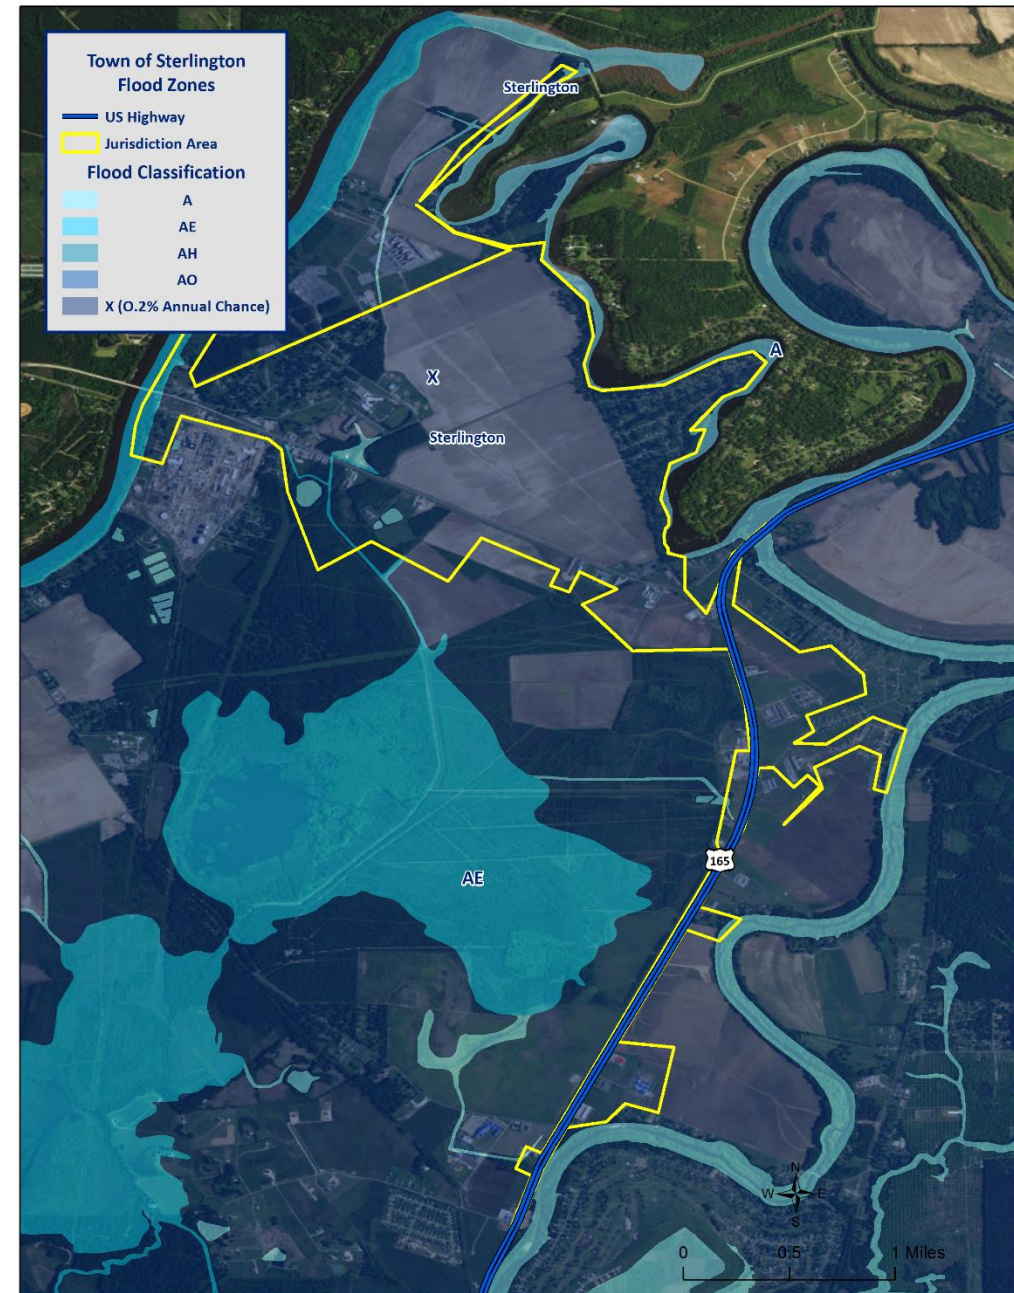 Town of Sterlington
Flood Zones
US Highway
Jurisdiction Area
Flood Classification
A
AE
AH
AO
X (0.2% Annual Chance)
Sterlington
A
X
Sterlington
165
AE
N
W E
S
0 0.5 1 Miles